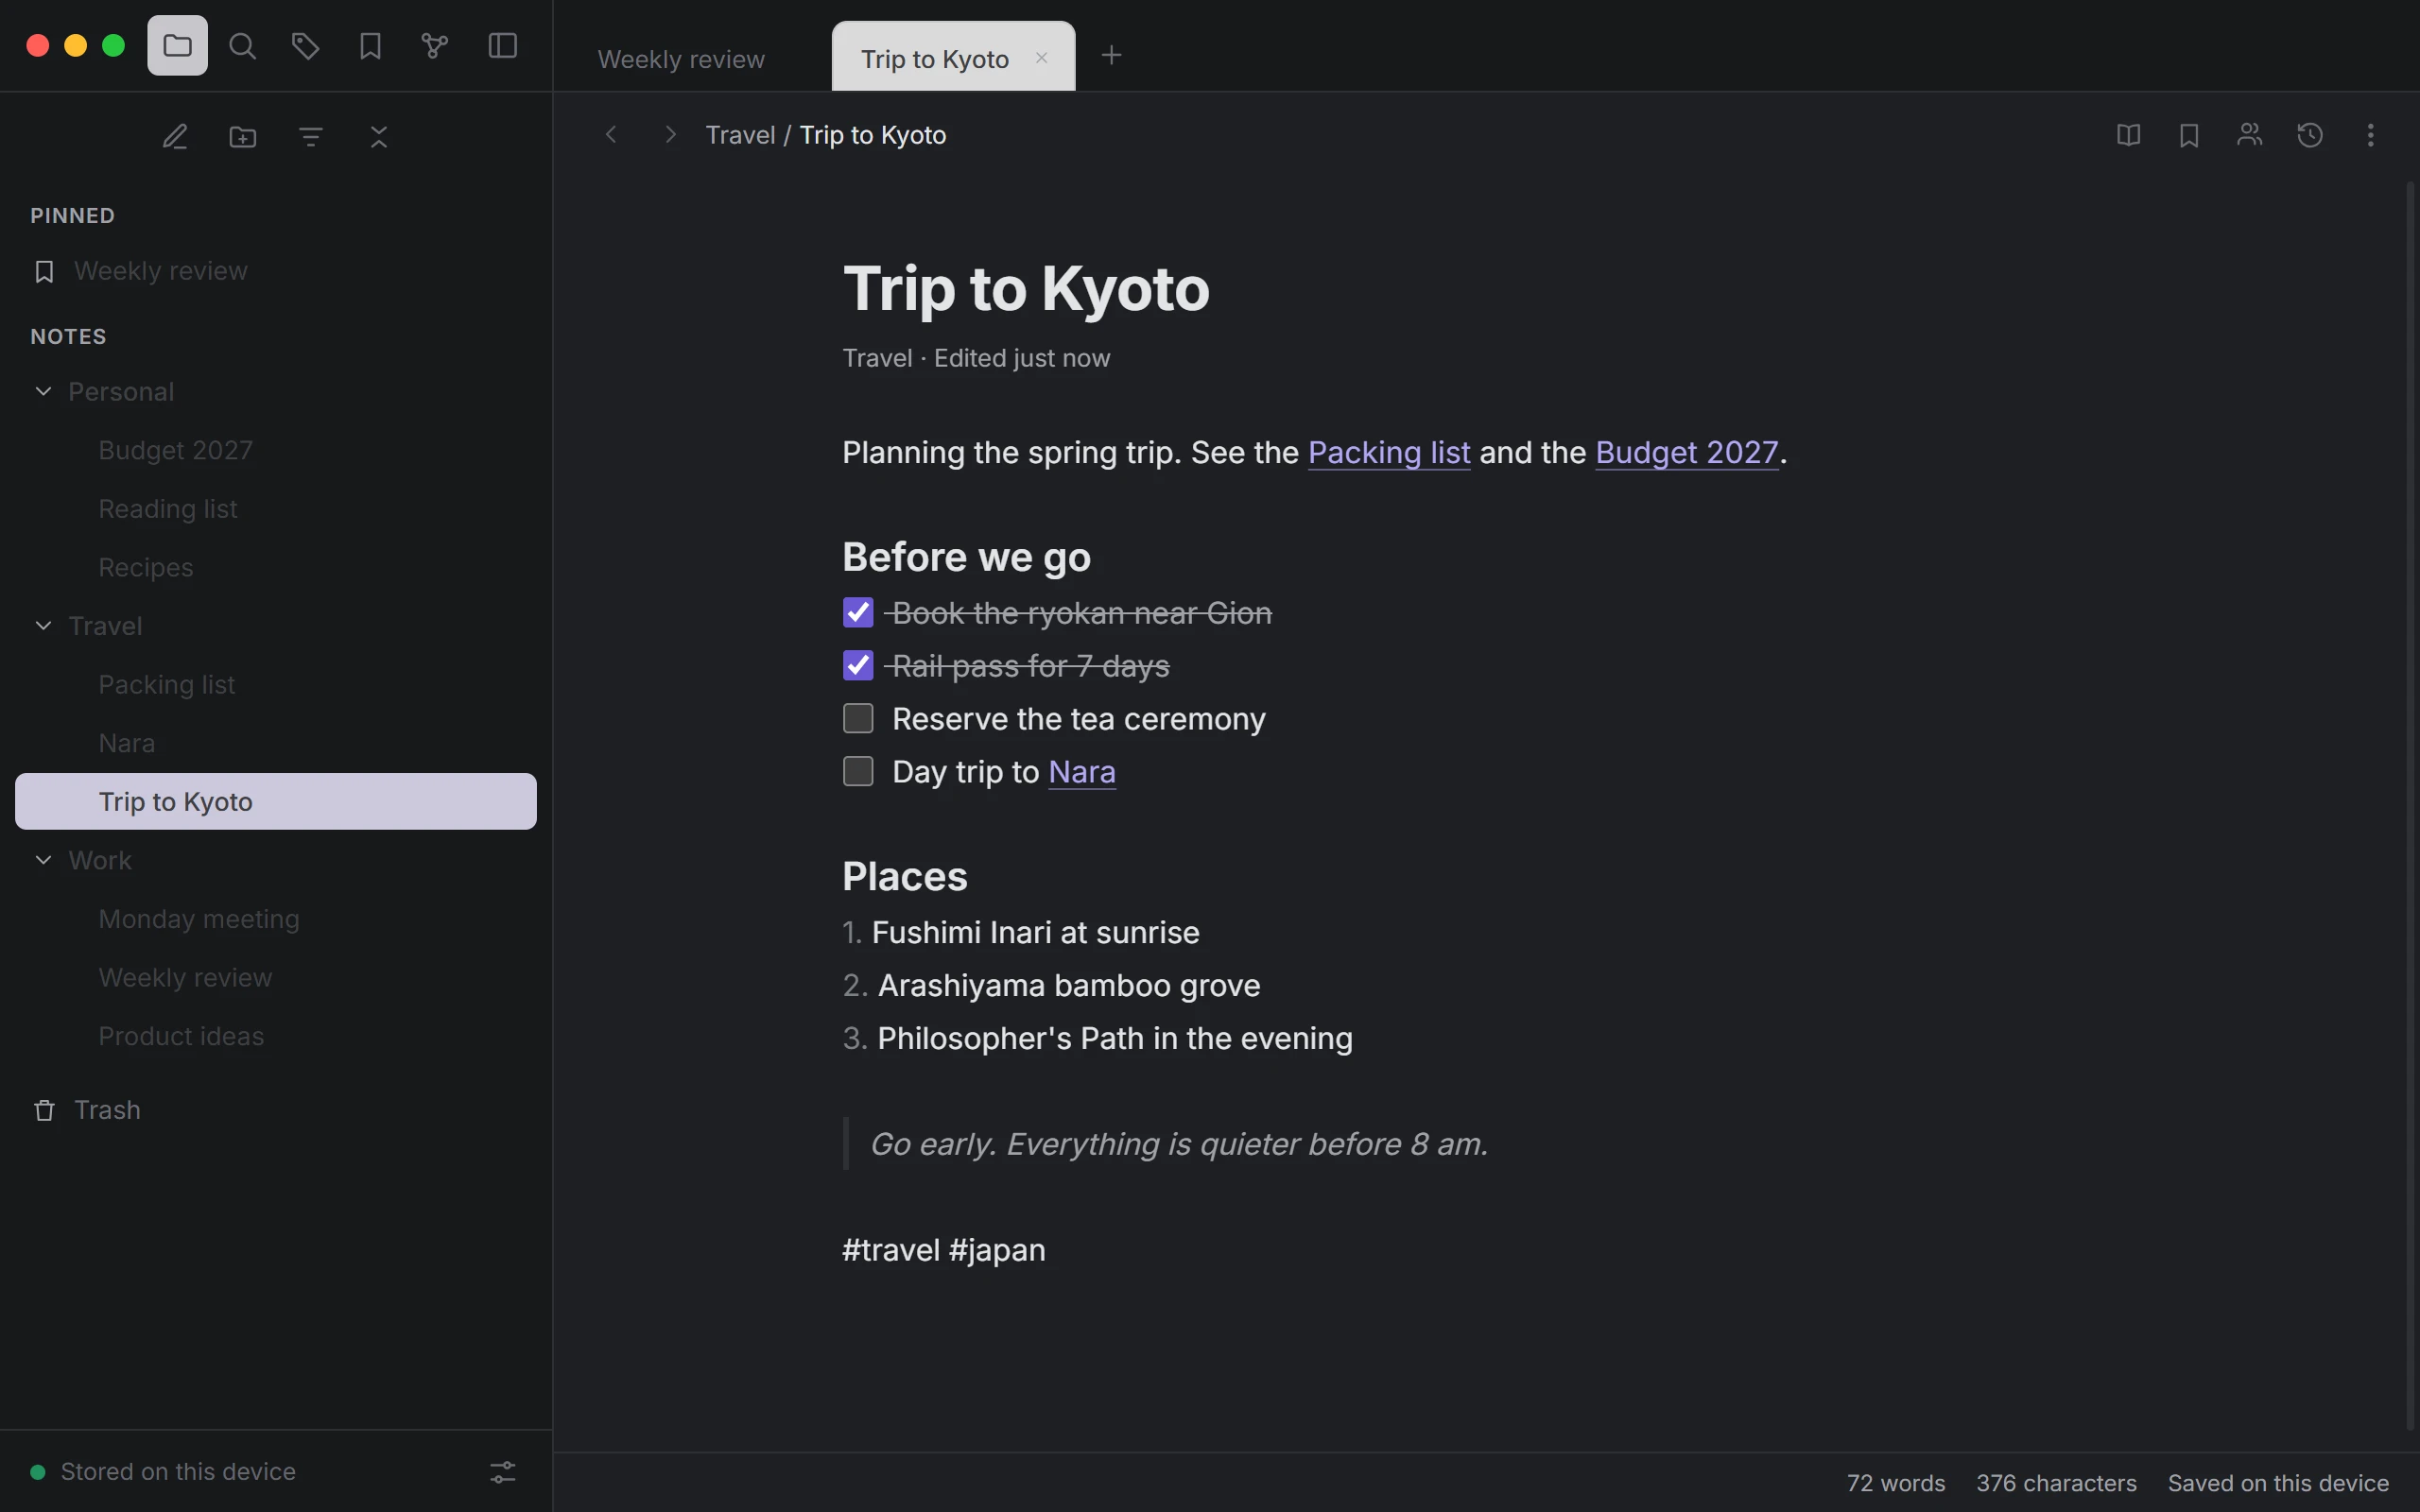 Weekly review
Trip to Kyoto
Travel / Trip to Kyoto
PINNED
Weekly review
NOTES
Personal
Budget 2027
Reading list
Recipes
Travel
Packing list
Nara
Trip to Kyoto
Work
Monday meeting
Weekly review
Product ideas
Trash
Stored on this device
Trip to Kyoto
Travel · Edited just now
Planning the spring trip. See the Packing list and the Budget 2027.
Before we go
Book the ryokan near Gion
Rail pass for 7 days
Reserve the tea ceremony
Day trip to Nara
Places
1. Fushimi Inari at sunrise
2. Arashiyama bamboo grove
3. Philosopher's Path in the evening
Go early. Everything is quieter before 8 am.
#travel #japan
72 words 376 characters Saved on this device